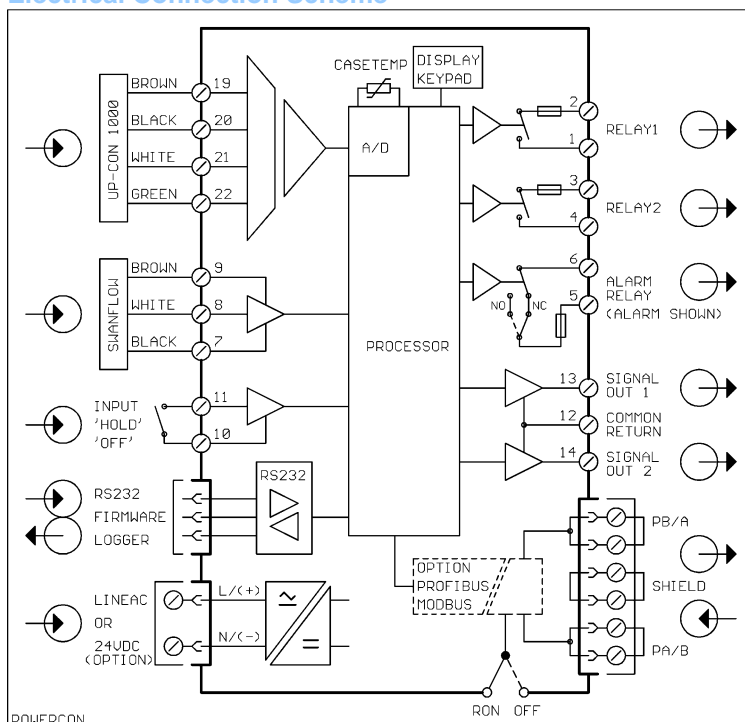 Electrical Connection Scheme
UP-CON 1000
BROWN 19
BLACK 20
WHITE 21
GREEN 22
SWANFLOW
BROWN 9
WHITE 8
BLACK 7
INPUT
'HOLD'
'OFF'
11
10
RS232
FIRMWARE
LOGGER
RS232
LINEAC
OR
24VDC
(OPTION)
L/(+)
N/(-)
CASETEMP
DISPLAY
KEYPAD
A/D
PROCESSOR
2
1
RELAY1
3
4
RELAY2
6
5
NO
NC
ALARM
RELAY
(ALARM SHOWN)
13 SIGNAL
OUT 1
12 COMMON
RETURN
14 SIGNAL
OUT 2
OPTION
PROFIBUS
MODBUS
PB/A
SHIELD
PA/B
RON OFF
POWERCON